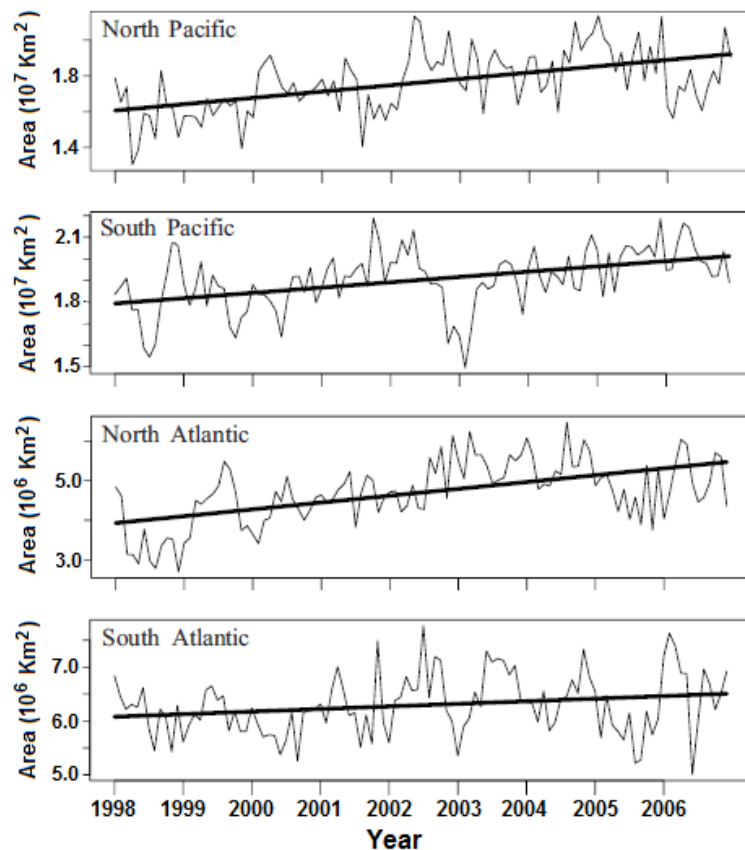 North Pacific
Area (10⁷ Km²)
1.8
1.4
South Pacific
Area (10⁷ Km²)
2.1
1.8
1.5
North Atlantic
Area (10⁶ Km²)
5.0
3.0
South Atlantic
Area (10⁶ Km²)
7.0
6.0
5.0
1998 1999 2000 2001 2002 2003 2004 2005 2006
Year